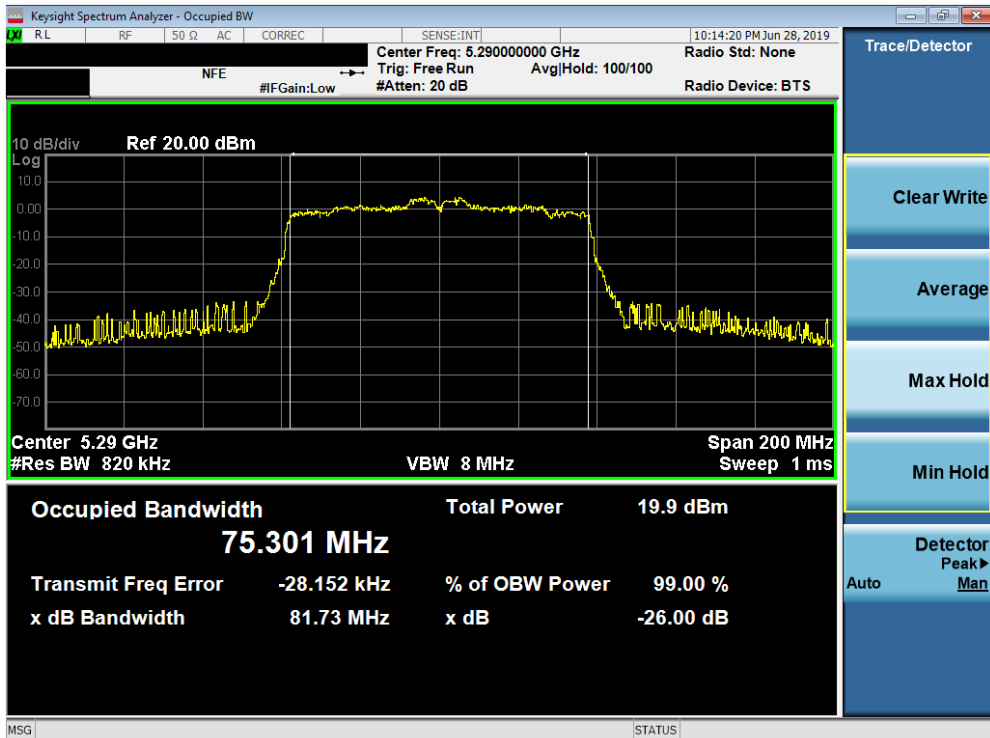 Keysight Spectrum Analyzer - Occupied BW
LXI RL RF 50 Ω AC CORREC SENSE:INT 10:14:20 PM Jun 28, 2019
Center Freq: 5.290000000 GHz Radio Std: None
NFE Trig: Free Run Avg|Hold: 100/100
#IFGain:Low #Atten: 20 dB Radio Device: BTS
10 dB/div Ref 20.00 dBm
Log
10.0
0.00
-10.0
-20.0
-30.0
-40.0
-50.0
-60.0
-70.0
Center 5.29 GHz Span 200 MHz
#Res BW 820 kHz VBW 8 MHz Sweep 1 ms
Occupied Bandwidth Total Power 19.9 dBm
75.301 MHz
Transmit Freq Error -28.152 kHz % of OBW Power 99.00 %
x dB Bandwidth 81.73 MHz x dB -26.00 dB
MSG STATUS
Trace/Detector
Clear Write
Average
Max Hold
Min Hold
Detector
Peak▶
Auto Man